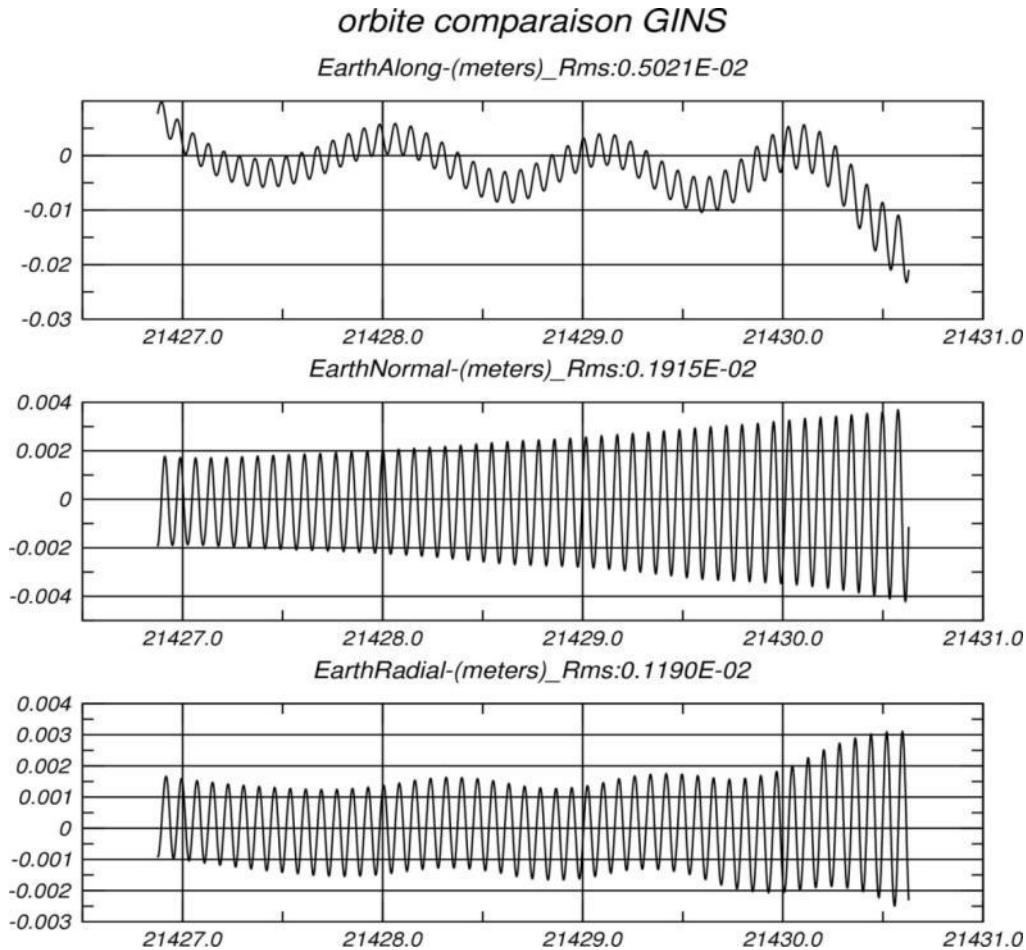 orbite comparaison GINS
EarthAlong-(meters)_Rms:0.5021E-02
0
-0.01
-0.02
-0.03
21427.0 21428.0 21429.0 21430.0 21431.0
EarthNormal-(meters)_Rms:0.1915E-02
0.004
0.002
0
-0.002
-0.004
21427.0 21428.0 21429.0 21430.0 21431.0
EarthRadial-(meters)_Rms:0.1190E-02
0.004
0.003
0.002
0.001
0
-0.001
-0.002
-0.003
21427.0 21428.0 21429.0 21430.0 21431.0